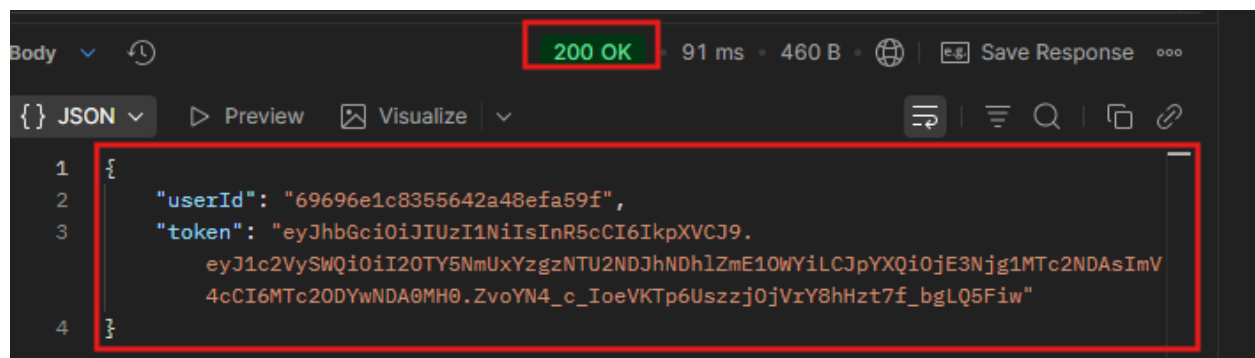 Body 200 OK • 91 ms • 460 B • e.g. Save Response
{} JSON Preview Visualize
1 {
2 "userId": "69696e1c8355642a48efa59f",
3 "token": "eyJhbGciOiJIUzI1NiIsInR5cCI6IkpXVCJ9.
eyJ1c2VySWQiOiI2OTY5NmUxYzgzNTU2NDJhNDhlZmE1OWYiLCJpYXQiOjE3Njg1MTc2NDAsImV
4cCI6MTc2ODYwNDA0MH0.ZvoYN4_c_IoeVKTp6UszzjOjVrY8hHzt7f_bgLQ5Fiw"
4 }